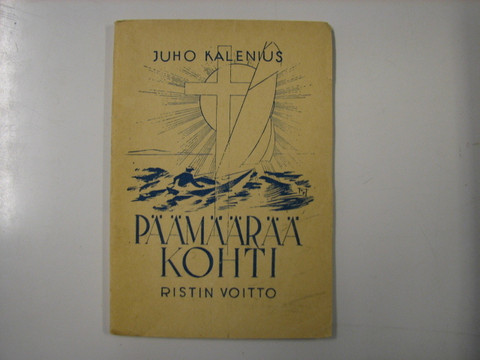 JUHO KALENIUS
PÄÄMÄÄRÄÄ
KOHTI
RISTIN VOITTO